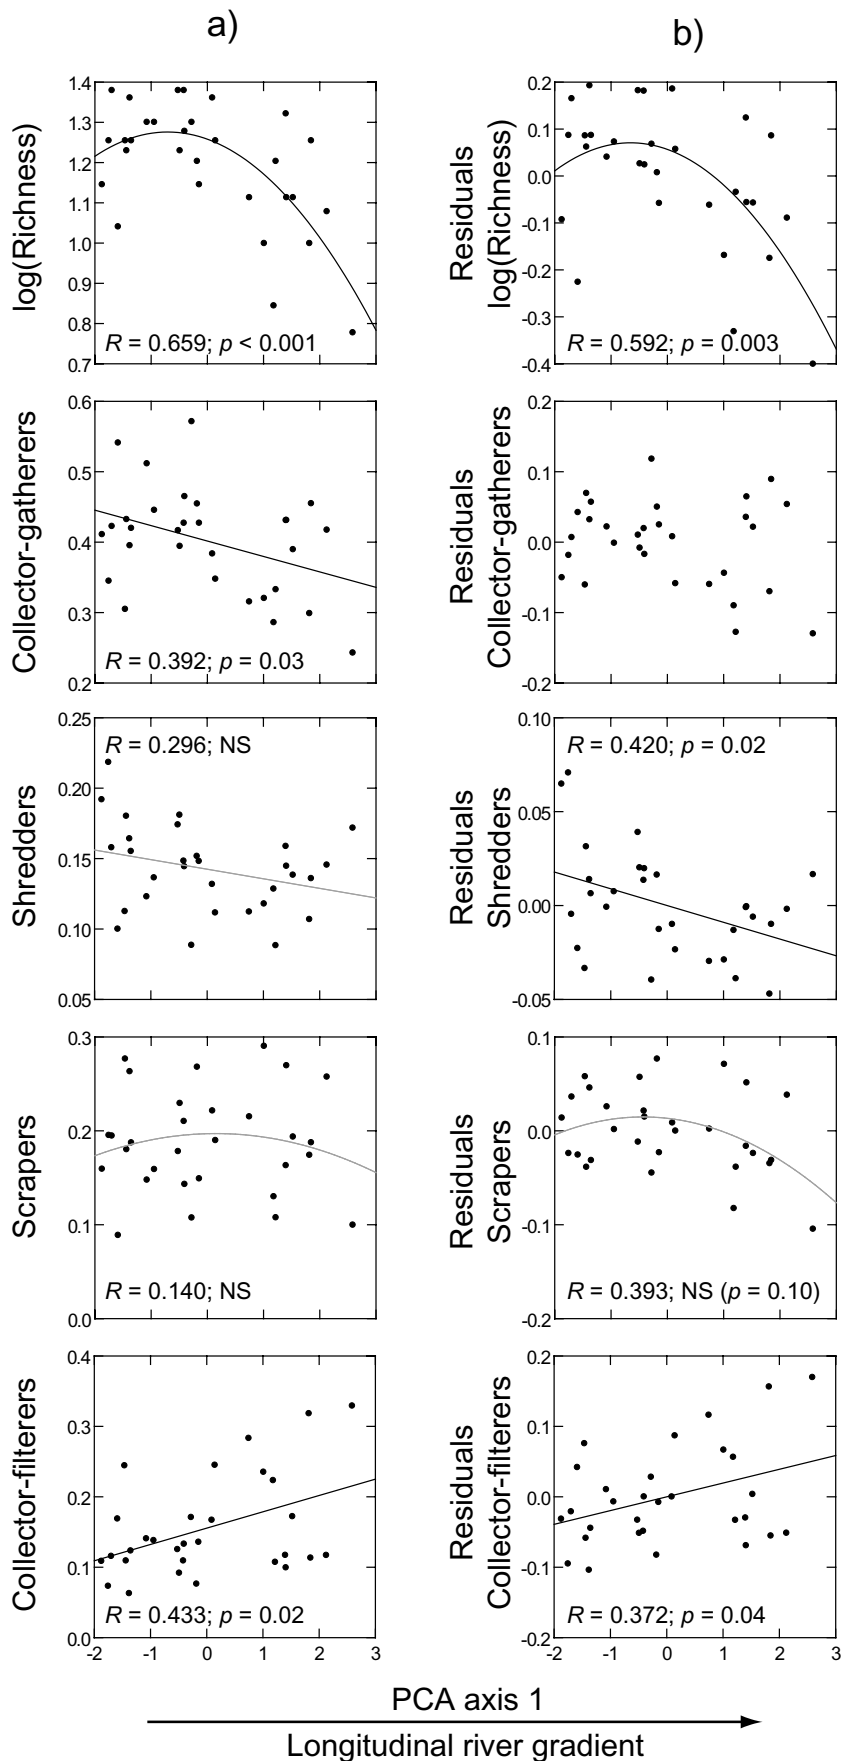 a)
b)
log(Richness)
1.4
1.3
1.2
1.1
1.0
0.9
0.8
0.7
R = 0.659; p < 0.001
Residuals
log(Richness)
0.2
0.1
0.0
-0.1
-0.2
-0.3
-0.4
R = 0.592; p = 0.003
Collector-gatherers
0.6
0.5
0.4
0.3
0.2
R = 0.392; p = 0.03
Residuals
Collector-gatherers
0.2
0.1
0.0
-0.1
-0.2
Shredders
0.25
0.20
0.15
0.10
0.05
R = 0.296; NS
Residuals
Shredders
0.10
0.05
0.00
-0.05
R = 0.420; p = 0.02
Scrapers
0.3
0.2
0.1
0.0
R = 0.140; NS
Residuals
Scrapers
0.1
0.0
-0.1
-0.2
R = 0.393; NS (p = 0.10)
Collector-filterers
0.4
0.3
0.2
0.1
0.0
R = 0.433; p = 0.02
-2 -1 0 1 2 3
Residuals
Collector-filterers
0.2
0.1
0.0
-0.1
-0.2
R = 0.372; p = 0.04
-2 -1 0 1 2 3
PCA axis 1
Longitudinal river gradient